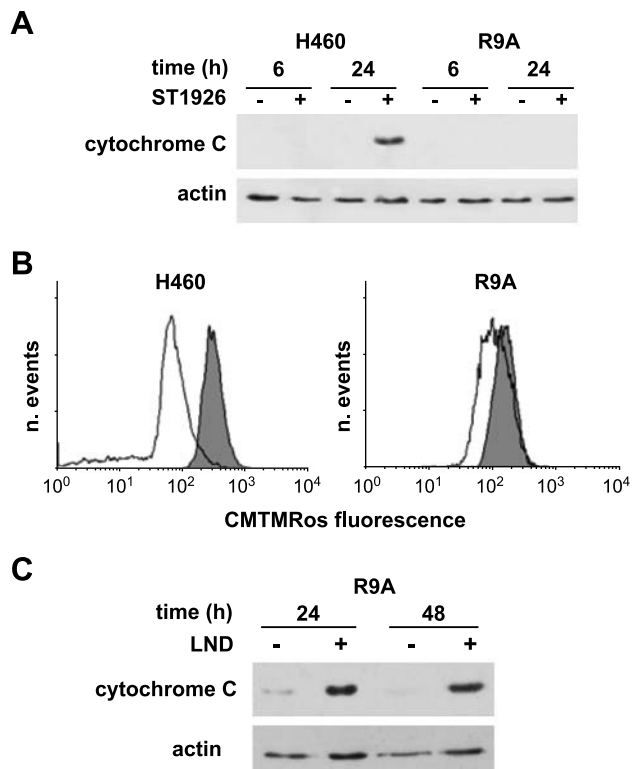 A
H460 R9A
time (h) 6 24 6 24
ST1926 - + - + - + - +
cytochrome C
actin
B
H460 R9A
n. events n. events
10⁰ 10¹ 10² 10³ 10⁴ 10⁰ 10¹ 10² 10³ 10⁴
CMTMRos fluorescence
C
R9A
time (h) 24 48
LND - + - +
cytochrome C
actin